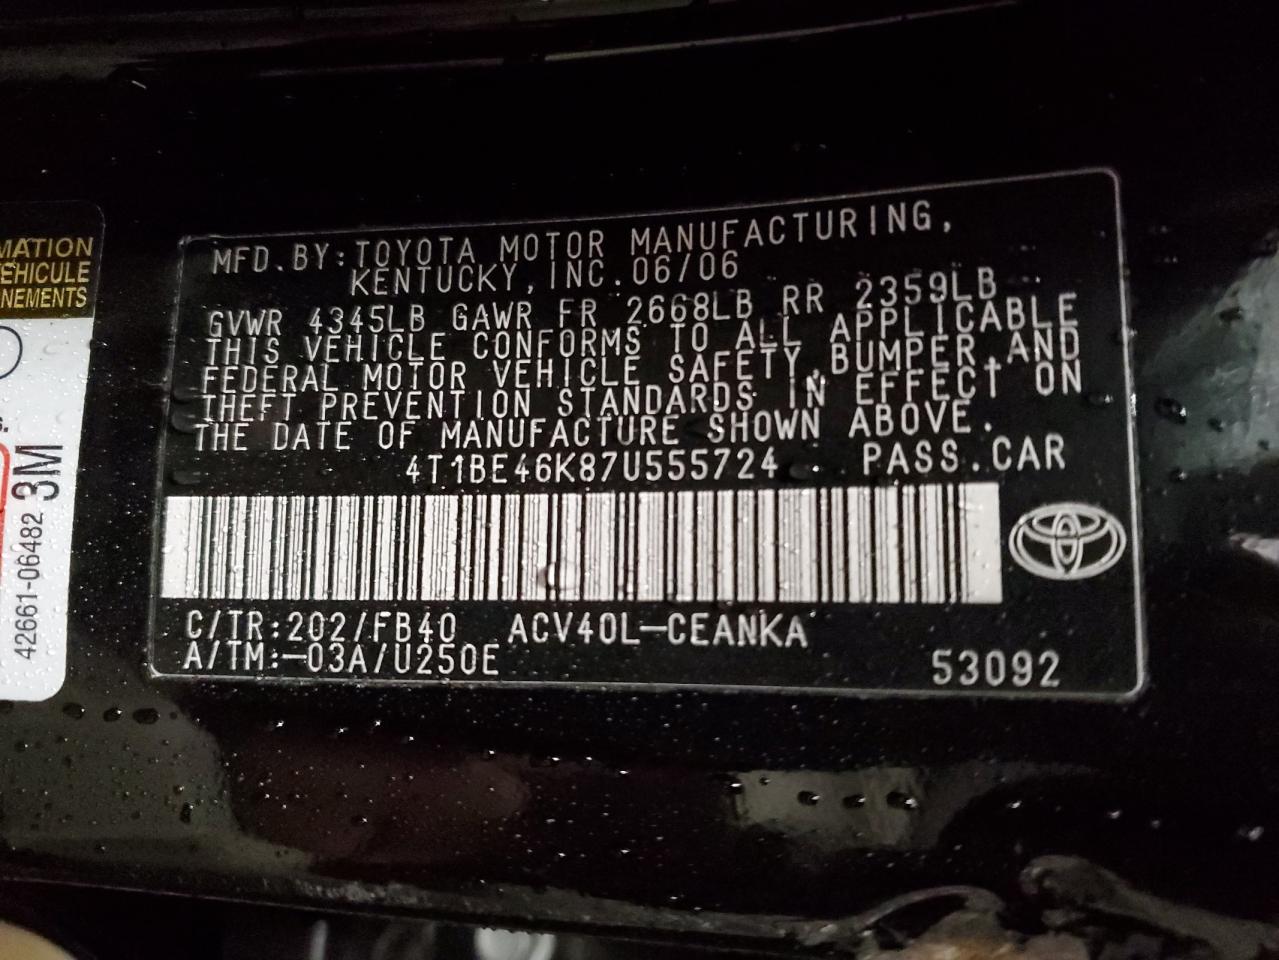 MATION
EHICULE
NEMENTS
42661-06482 3M
MFD.BY:TOYOTA MOTOR MANUFACTURING,
KENTUCKY,INC.06/06
GVWR 4345LB GAWR FR 2668LB RR 2359LB
THIS VEHICLE CONFORMS TO ALL APPLICABLE
FEDERAL MOTOR VEHICLE SAFETY,BUMPER,AND
THEFT PREVENTION STANDARDS IN EFFECT ON
THE DATE OF MANUFACTURE SHOWN ABOVE.
4T1BE46K87U555724 PASS.CAR
C/TR:202/FB40 ACV40L-CEANKA
A/TM:-03A/U250E
53092